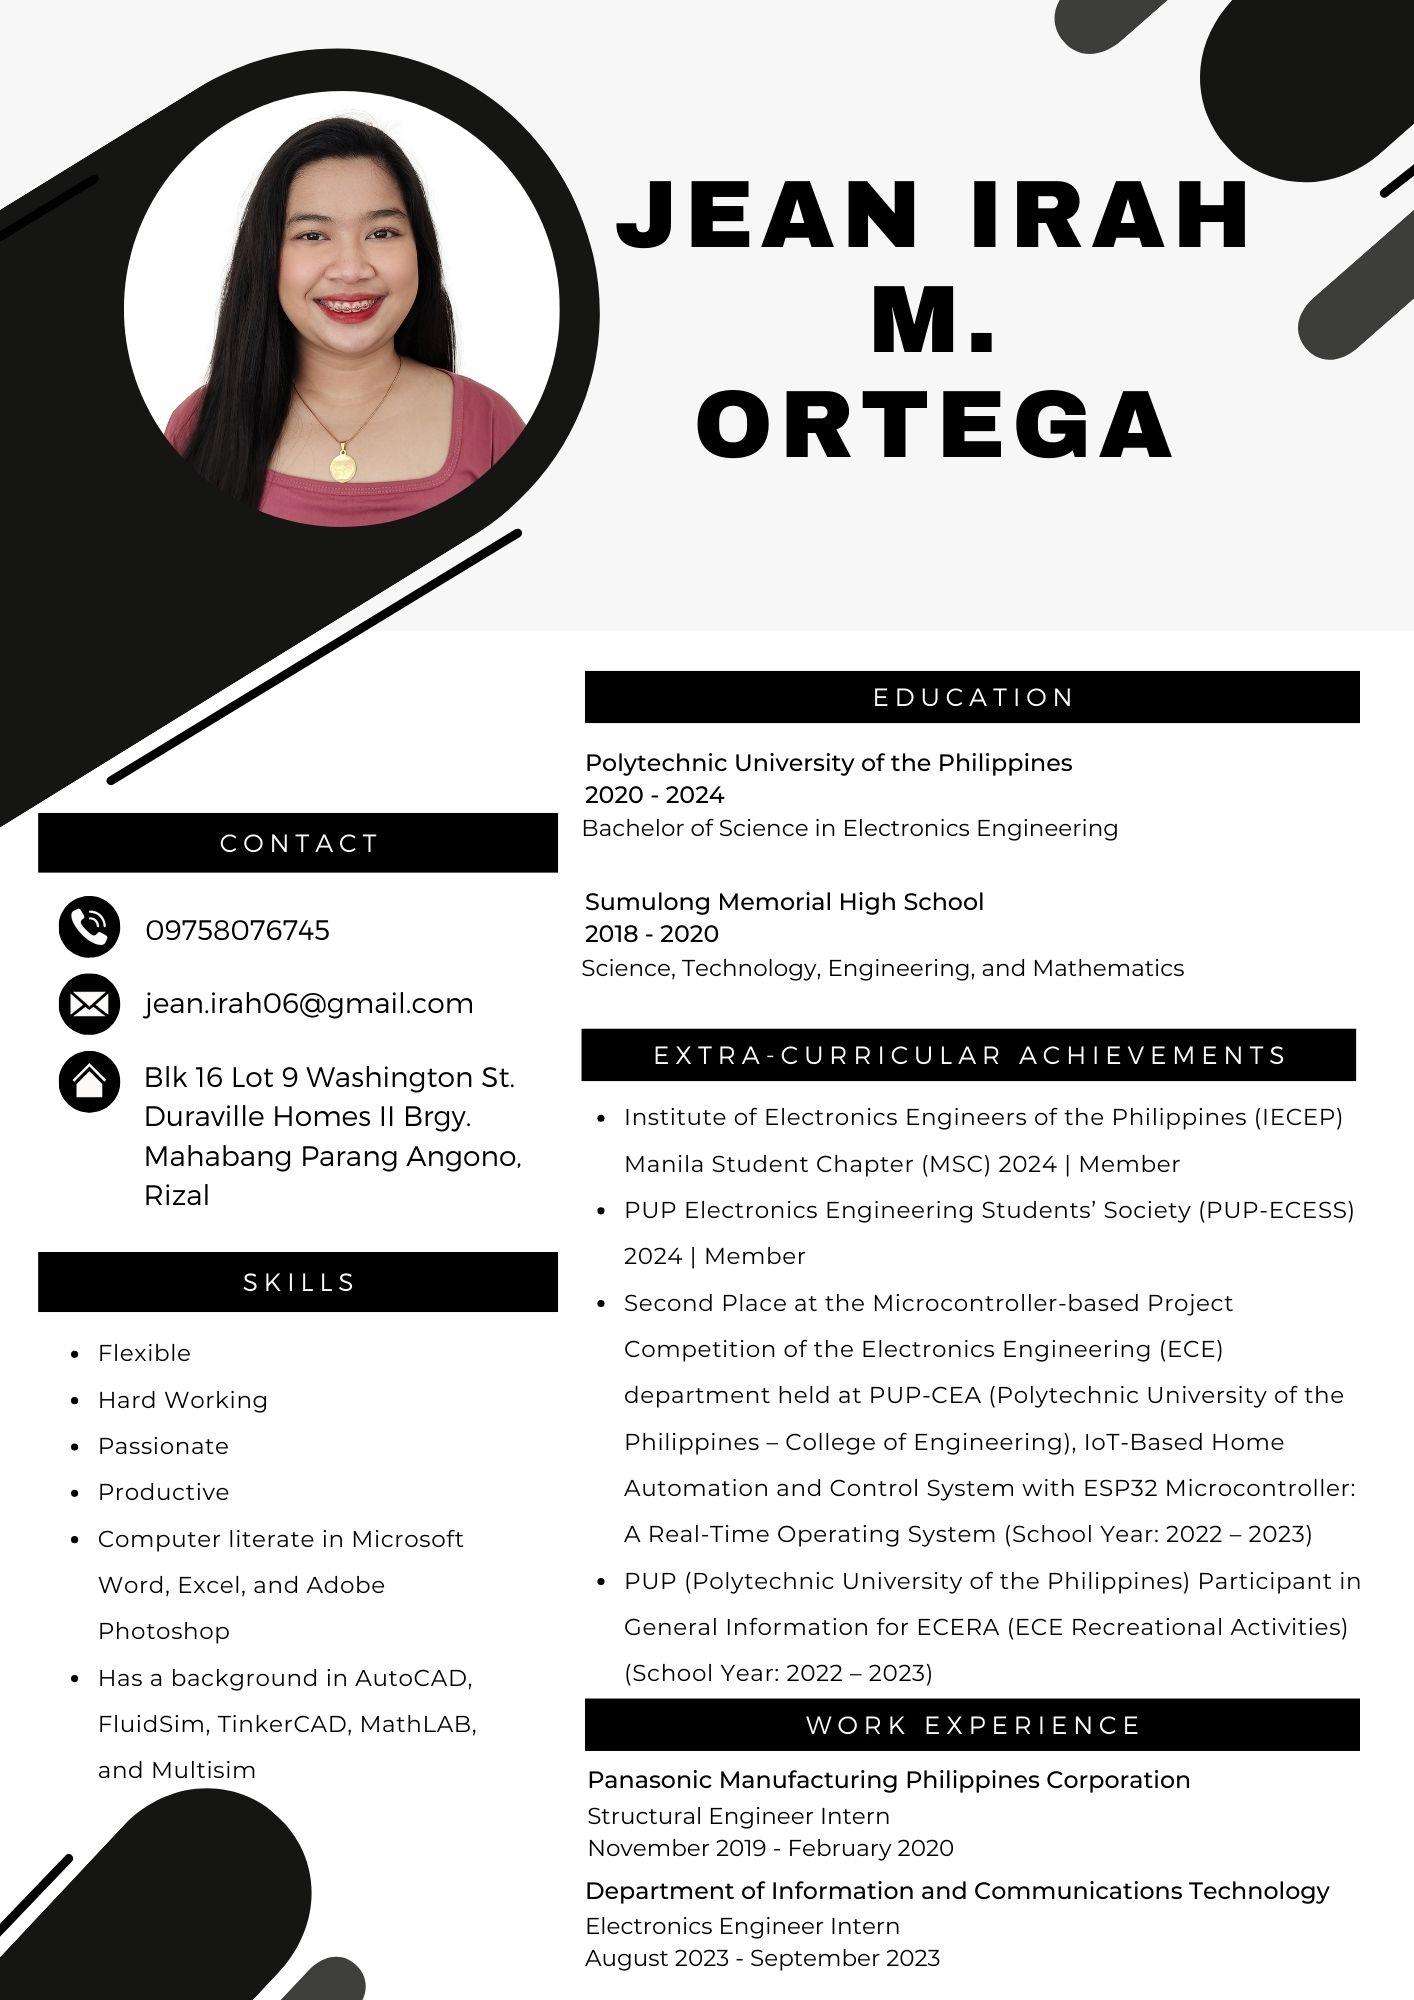 JEAN IRAH
M.
ORTEGA
CONTACT
09758076745
jean.irah06@gmail.com
Blk 16 Lot 9 Washington St.
Duraville Homes II Brgy.
Mahabang Parang Angono,
Rizal
SKILLS
Flexible
Hard Working
Passionate
Productive
Computer literate in Microsoft
Word, Excel, and Adobe
Photoshop
Has a background in AutoCAD,
FluidSim, TinkerCAD, MathLAB,
and Multisim
EDUCATION
Polytechnic University of the Philippines
2020 - 2024
Bachelor of Science in Electronics Engineering
Sumulong Memorial High School
2018 - 2020
Science, Technology, Engineering, and Mathematics
EXTRA-CURRICULAR ACHIEVEMENTS
Institute of Electronics Engineers of the Philippines (IECEP)
Manila Student Chapter (MSC) 2024 | Member
PUP Electronics Engineering Students’ Society (PUP-ECESS)
2024 | Member
Second Place at the Microcontroller-based Project
Competition of the Electronics Engineering (ECE)
department held at PUP-CEA (Polytechnic University of the
Philippines – College of Engineering), IoT-Based Home
Automation and Control System with ESP32 Microcontroller:
A Real-Time Operating System (School Year: 2022 – 2023)
PUP (Polytechnic University of the Philippines) Participant in
General Information for ECERA (ECE Recreational Activities)
(School Year: 2022 – 2023)
WORK EXPERIENCE
Panasonic Manufacturing Philippines Corporation
Structural Engineer Intern
November 2019 - February 2020
Department of Information and Communications Technology
Electronics Engineer Intern
August 2023 - September 2023